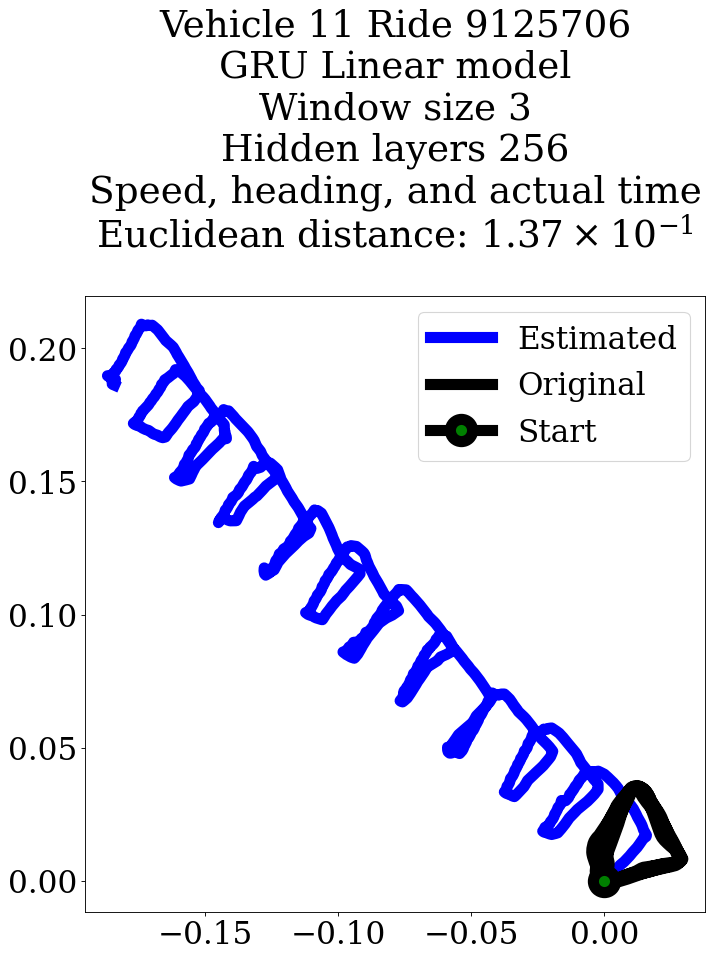 Vehicle 11 Ride 9125706
GRU Linear model
Window size 3
Hidden layers 256
Speed, heading, and actual time
Euclidean distance: 1.37 × 10⁻¹
Estimated
Original
Start
0.20
0.15
0.10
0.05
0.00
−0.15
−0.10
−0.05
0.00